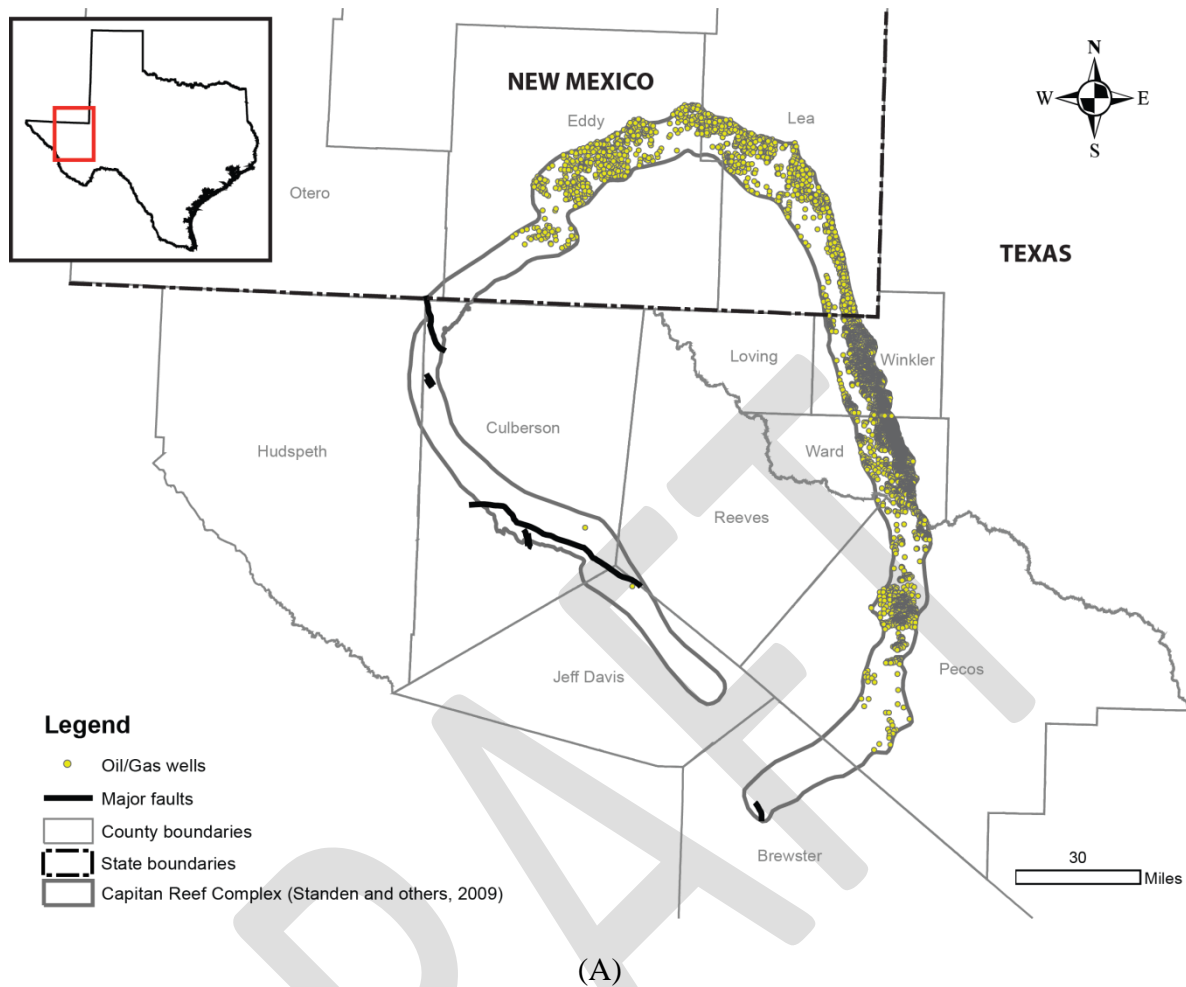 NEW MEXICO
N
W E
S
Eddy
Lea
Otero
TEXAS
Loving
Winkler
Culberson
Hudspeth
Ward
Reeves
Jeff Davis
Pecos
Brewster
Legend
Oil/Gas wells
Major faults
County boundaries
State boundaries
Capitan Reef Complex (Standen and others, 2009)
30
Miles
DRAFT
(A)